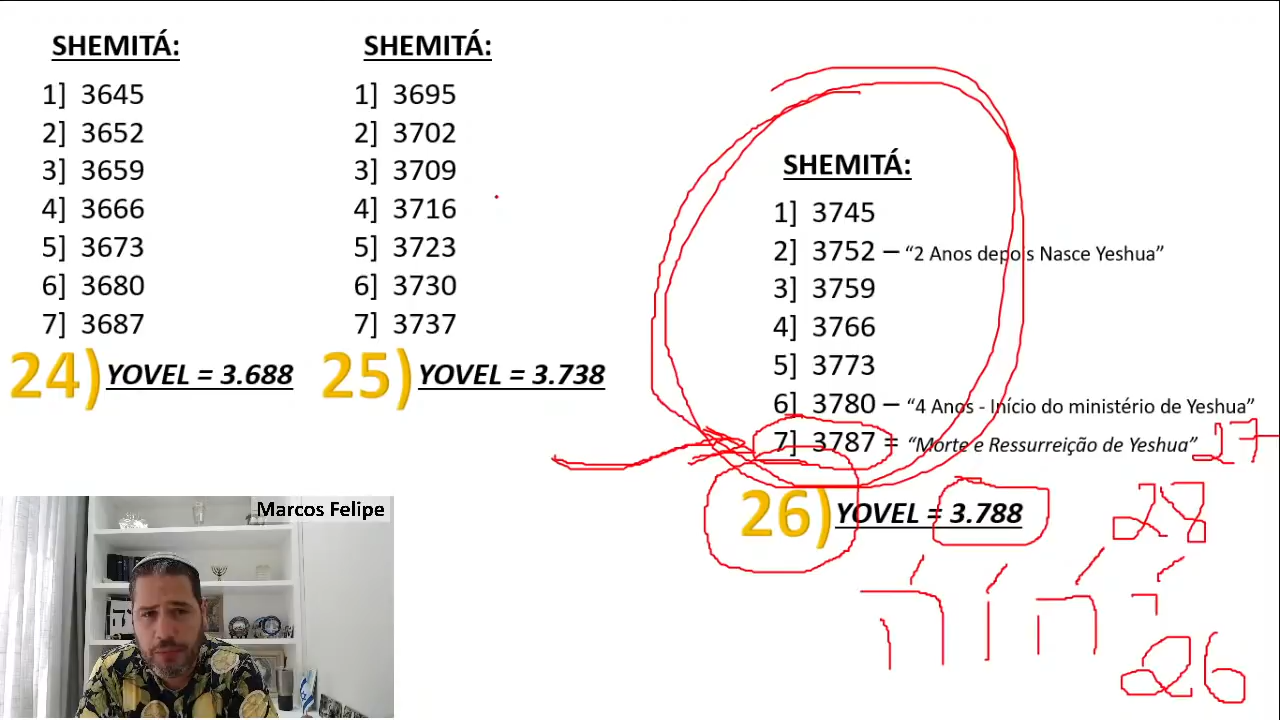 SHEMITÁ:
1] 3645
2] 3652
3] 3659
4] 3666
5] 3673
6] 3680
7] 3687
24) YOVEL = 3.688
SHEMITÁ:
1] 3695
2] 3702
3] 3709
4] 3716
5] 3723
6] 3730
7] 3737
25) YOVEL = 3.738
SHEMITÁ:
1] 3745
2] 3752 – “2 Anos depois Nasce Yeshua”
3] 3759
4] 3766
5] 3773
6] 3780 – “4 Anos - Início do ministério de Yeshua”
7] 3787 = “Morte e Ressurreição de Yeshua” 27
26) YOVEL = 3.788
28
26
Marcos Felipe